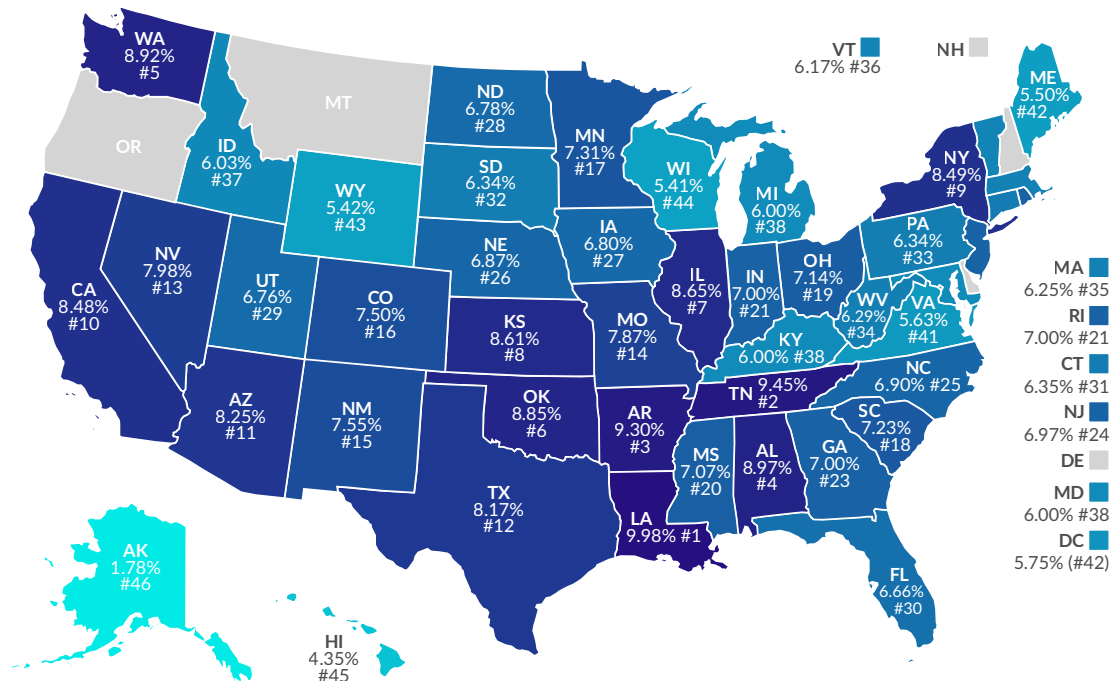 WA
8.92%
#5
VT
6.17% #36
NH
ME
5.50%
#42
MT
ND
6.78%
#28
MN
7.31%
#17
OR
ID
6.03%
#37
WI
5.41%
#44
NY
8.49%
#9
SD
6.34%
#32
WY
5.42%
#43
MI
6.00%
#38
PA
6.34%
#33
IA
6.80%
#27
NE
6.87%
#26
NV
7.98%
#13
OH
7.14%
#19
IL
8.65%
#7
IN
7.00%
#21
MA
6.25% #35
UT
6.76%
#29
CA
8.48%
#10
CO
7.50%
#16
WV
6.29%
#34
VA
5.63%
#41
RI
7.00% #21
KS
8.61%
#8
MO
7.87%
#14
KY
6.00% #38
CT
6.35% #31
NC
6.90% #25
TN
9.45%
#2
OK
8.85%
#6
AZ
8.25%
#11
NM
7.55%
#15
AR
9.30%
#3
SC
7.23%
#18
NJ
6.97% #24
MS
7.07%
#20
AL
8.97%
#4
GA
7.00%
#23
DE
TX
8.17%
#12
MD
6.00% #38
LA
9.98% #1
DC
5.75% (#42)
AK
1.78%
#46
FL
6.66%
#30
HI
4.35%
#45